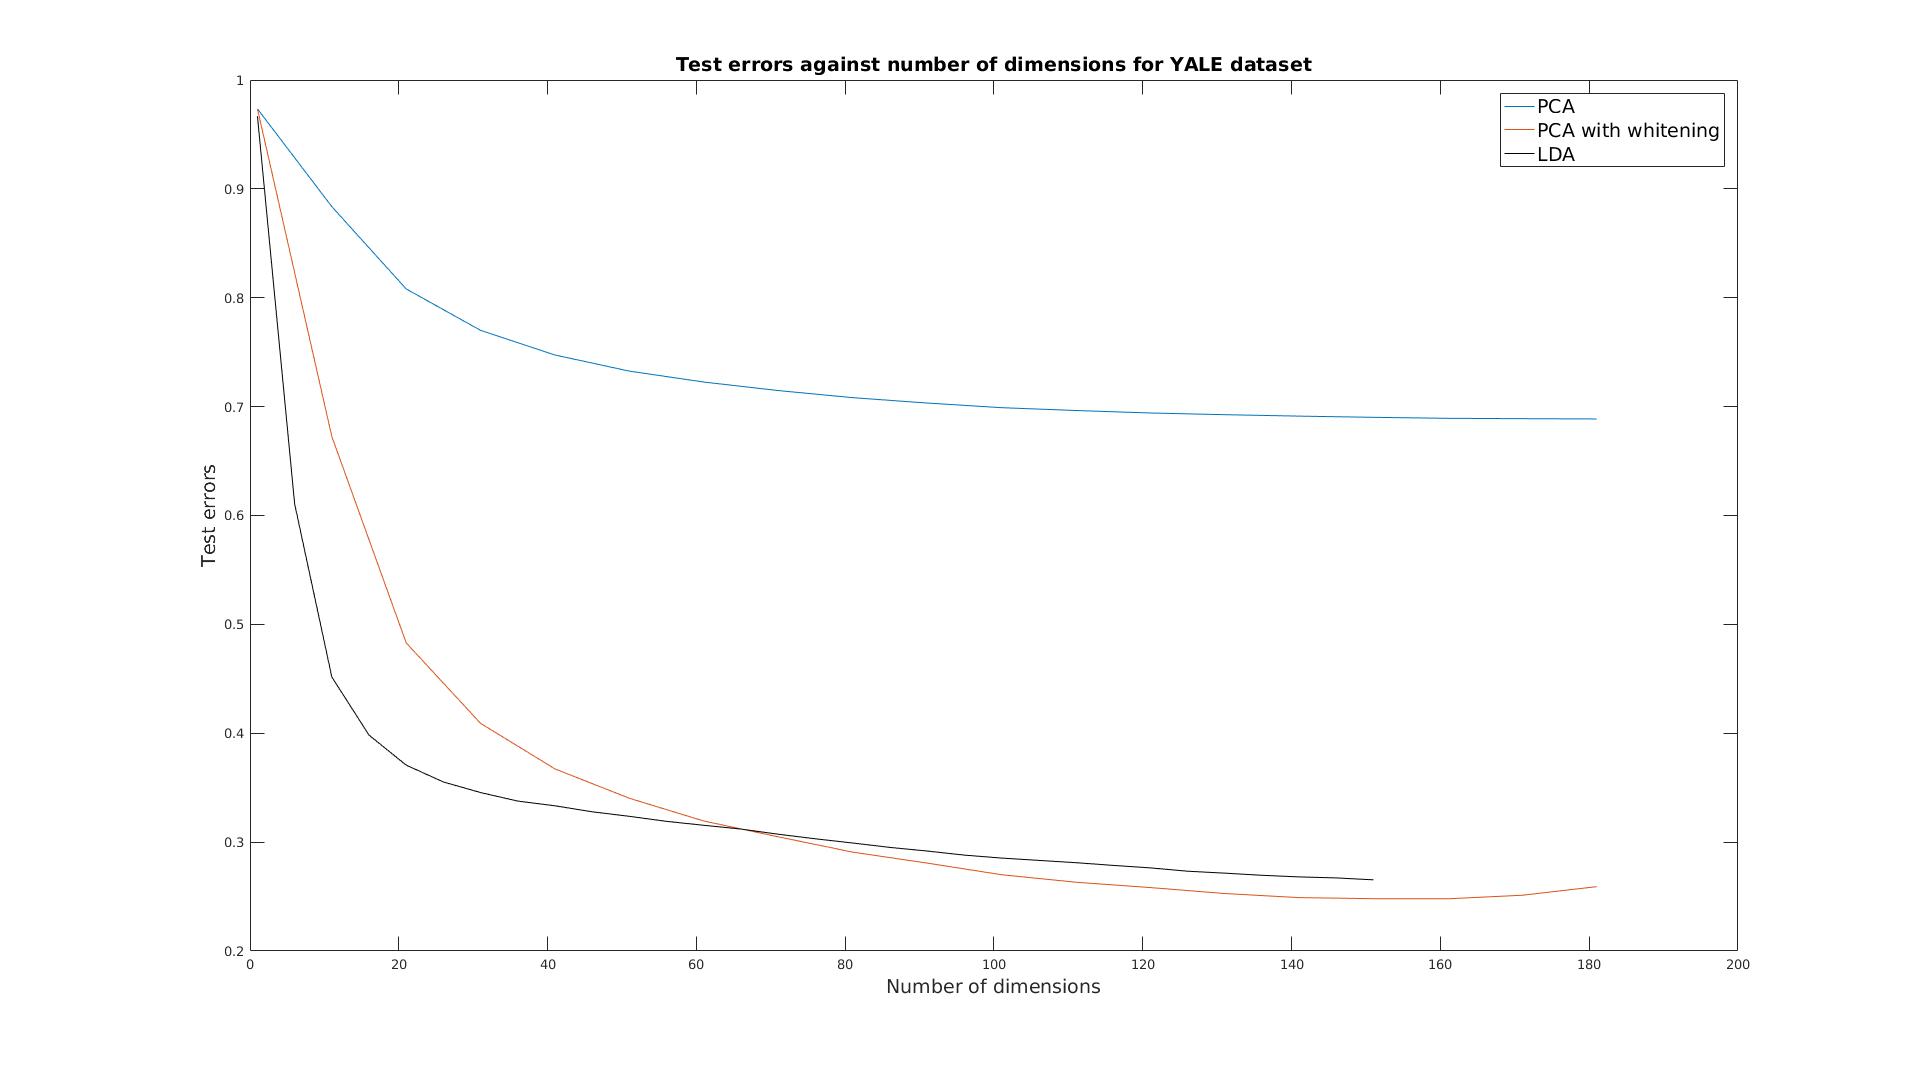 Test errors against number of dimensions for YALE dataset
PCA
PCA with whitening
LDA
Test errors
1
0.9
0.8
0.7
0.6
0.5
0.4
0.3
0.2
0 20 40 60 80 100 120 140 160 180 200
Number of dimensions